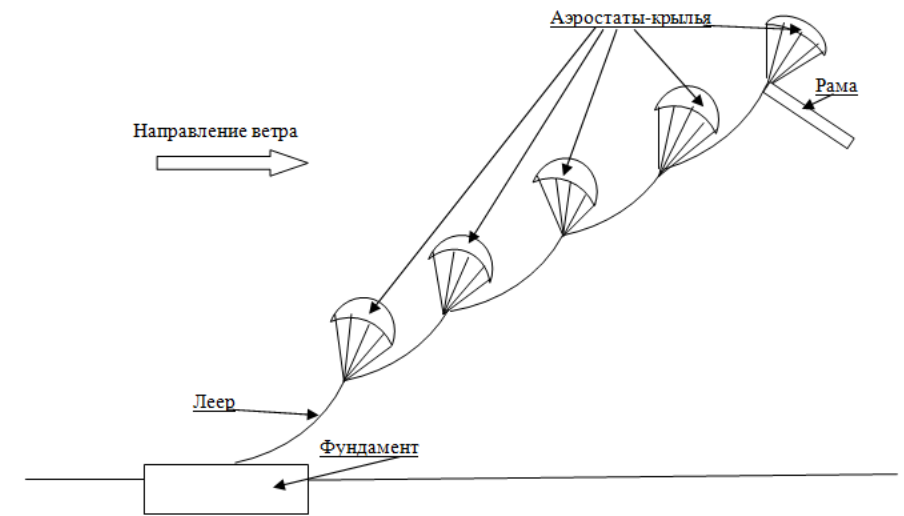 Аэростаты-крылья
Рама
Направление ветра
Леер
Фундамент